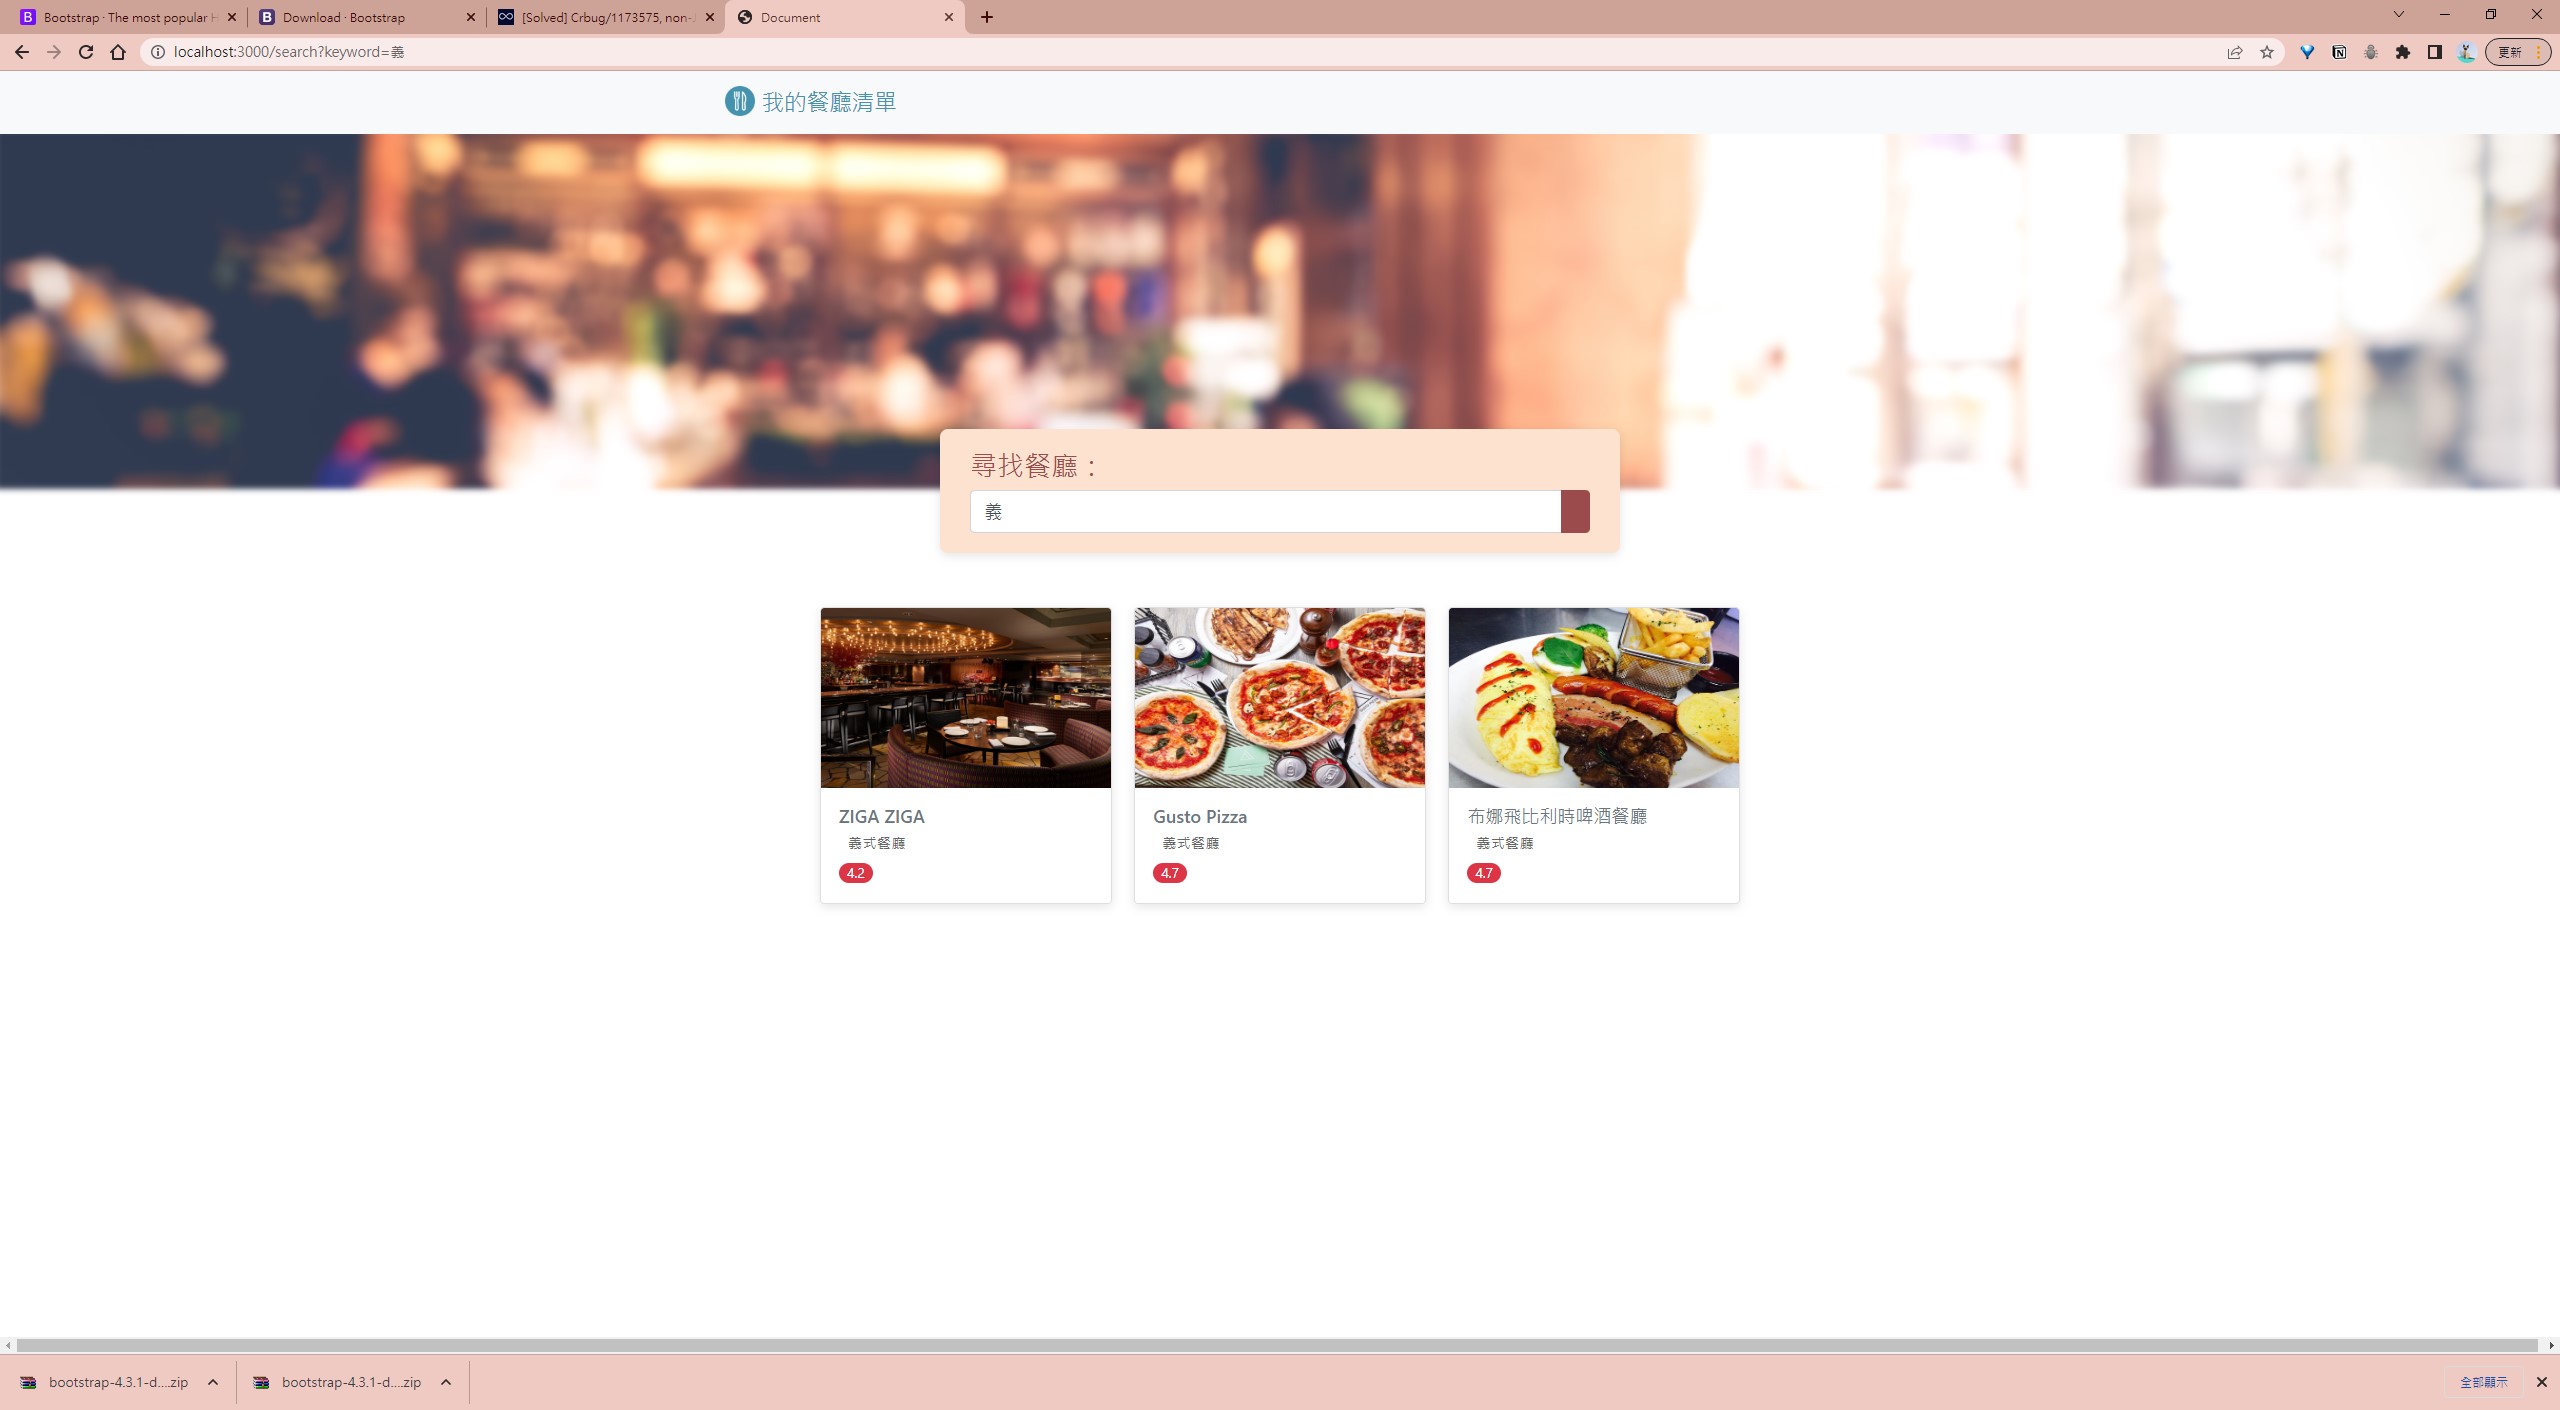 Bootstrap · The most popular H
Download · Bootstrap
[Solved] Crbug/1173575, non-J
Document
localhost:3000/search?keyword=義
更新
我的餐廳清單
尋找餐廳：
義
ZIGA ZIGA
義式餐廳
4.2
Gusto Pizza
義式餐廳
4.7
布娜飛比利時啤酒餐廳
義式餐廳
4.7
bootstrap-4.3.1-d....zip
bootstrap-4.3.1-d....zip
全部顯示